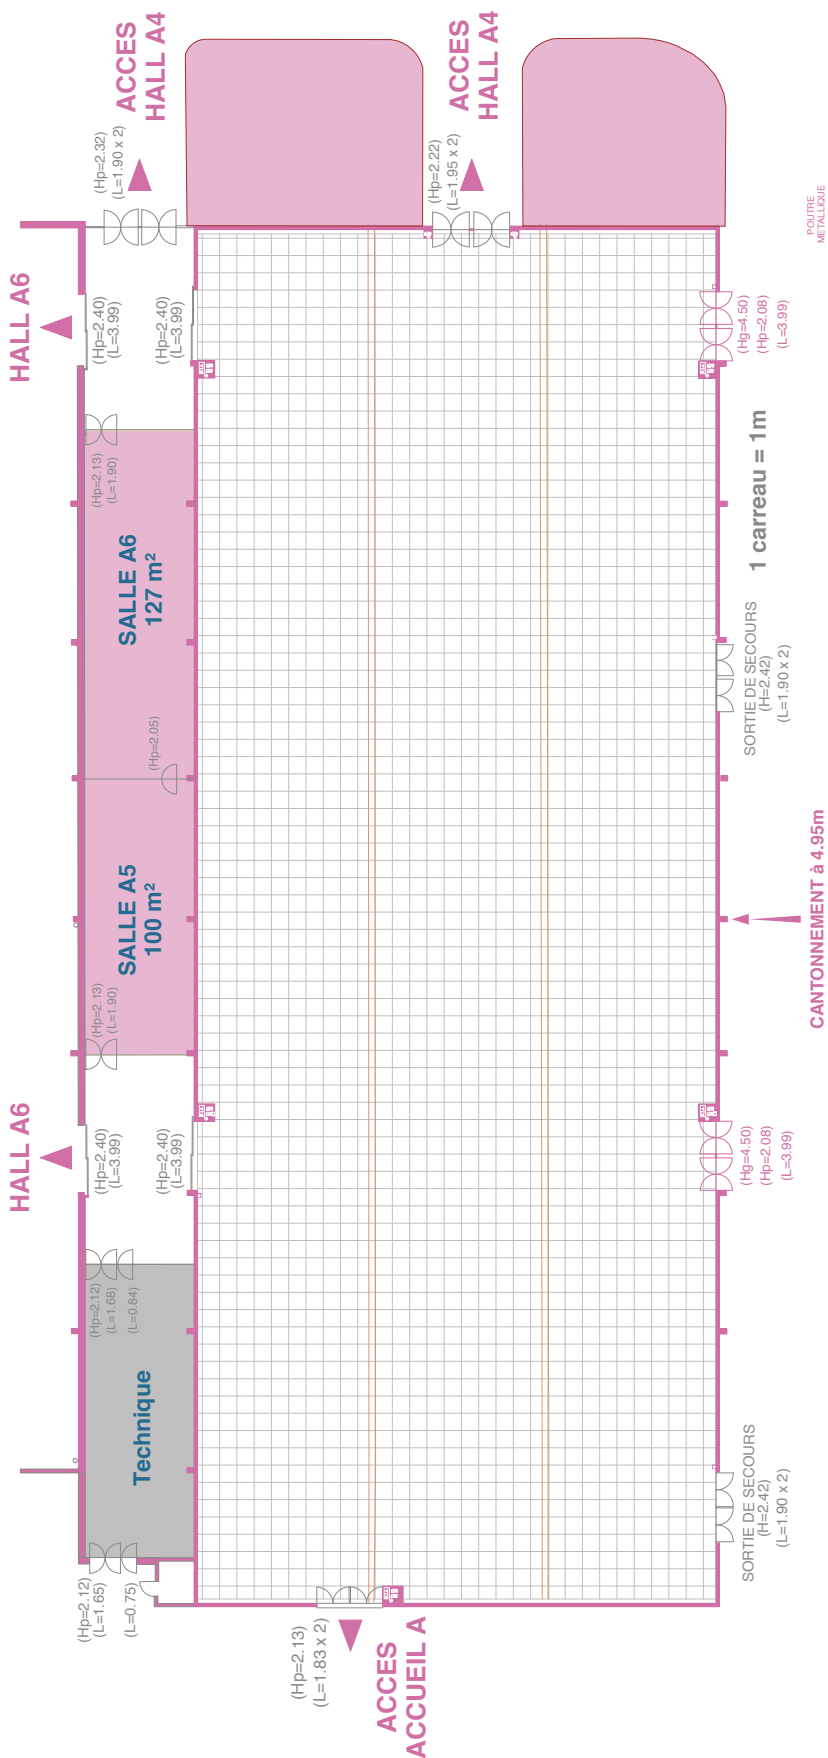 ACCES
HALL A4
ACCES
HALL A4
(Hp=2.32)
(L=1.90 x 2)
(Hp=2.22)
(L=1.95 x 2)
POUTRE
METALLIQUE
HALL A6
(Hp=2.40)
(L=3.99)
(Hp=2.40)
(L=3.99)
(Hg=4.50)
(Hp=2.08)
(L=3.99)
(Hp=2.13)
(L=1.90)
1 carreau = 1m
SALLE A6
127 m²
SORTIE DE SECOURS
(H=2.42)
(L=1.90 x 2)
(Hp=2.05)
SALLE A5
100 m²
CANTONNEMENT à 4.95m
(Hp=2.13)
(L=1.90)
HALL A6
(Hp=2.40)
(L=3.99)
(Hp=2.40)
(L=3.99)
(Hg=4.50)
(Hp=2.08)
(L=3.99)
(Hp=2.12)
(L=1.68)
(L=0.84)
Technique
SORTIE DE SECOURS
(H=2.42)
(L=1.90 x 2)
(Hp=2.12)
(L=1.65)
(L=0.75)
(Hp=2.13)
(L=1.83 x 2)
ACCES
ACCUEIL A